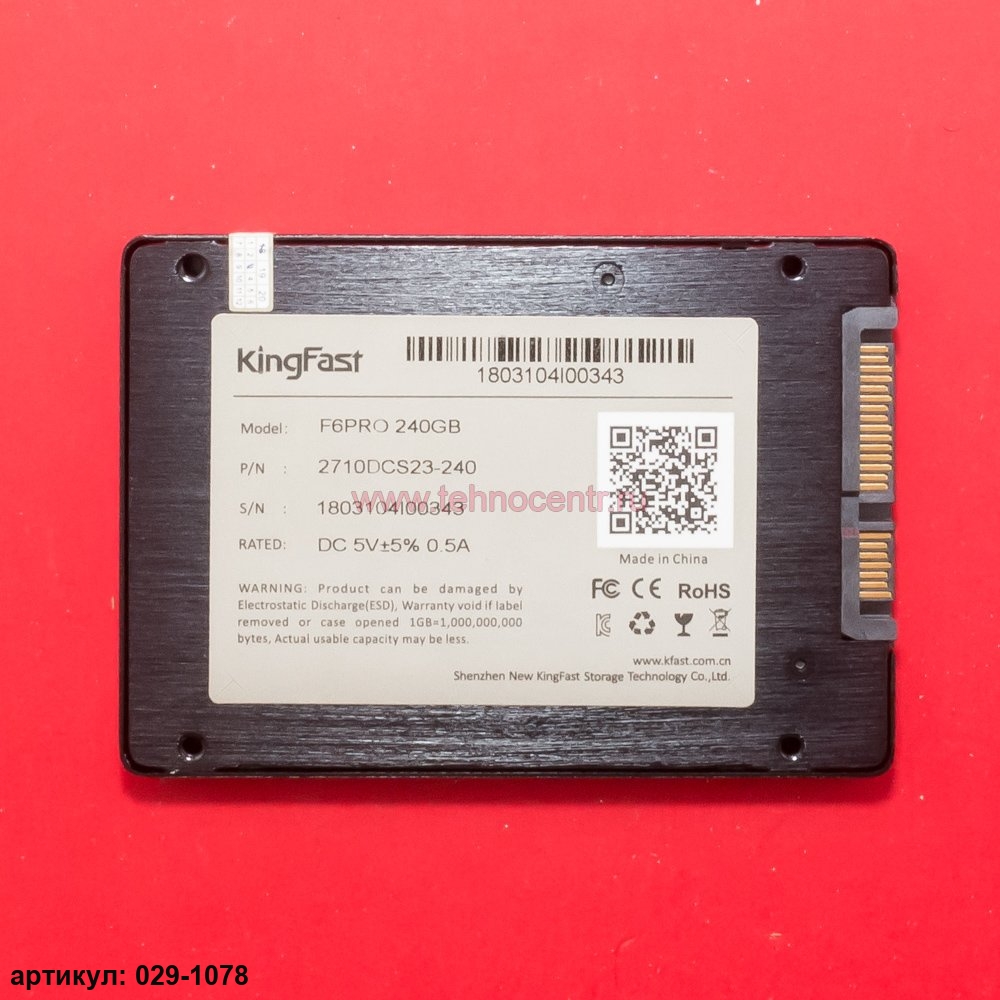 18 19 20
KingFast
1803104I00343
Model: F6PRO 240GB
P/N : 2710DCS23-240
S/N : 1803104I00343
www.tehnocentr.ru
RATED: DC 5V±5% 0.5A
Made in China
WARNING: Product can be damaged by
Electrostatic Discharge(ESD), Warranty void if label
removed or case opened 1GB=1,000,000,000
bytes, Actual usable capacity may be less.
FC CE RoHS
www.kfast.com.cn
Shenzhen New KingFast Storage Technology Co.,Ltd.
артикул: 029-1078